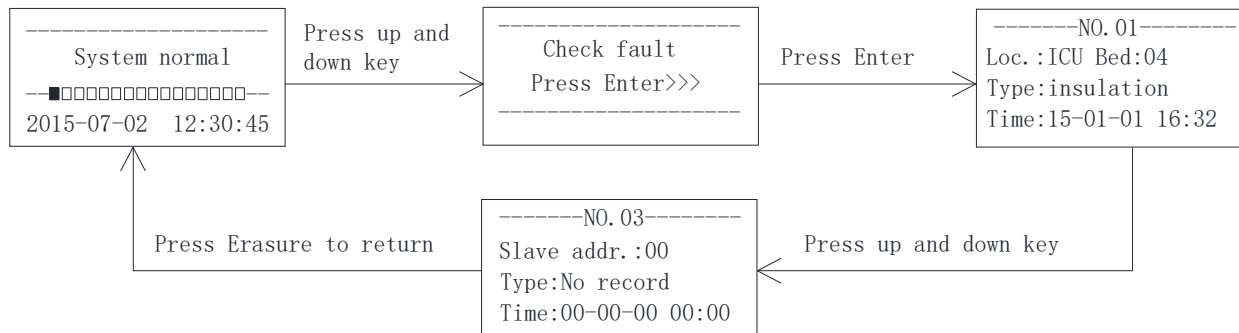 --------------------
System normal
--■□□□□□□□□□□□□□□□--
2015-07-02  12:30:45
Press up and
down key
--------------------
Check fault
Press Enter>>>
--------------------
Press Enter
-------NO.01--------
Loc.:ICU Bed:04
Type:insulation
Time:15-01-01 16:32
Press up and down key
-------NO.03--------
Slave addr.:00
Type:No record
Time:00-00-00 00:00
Press Erasure to return